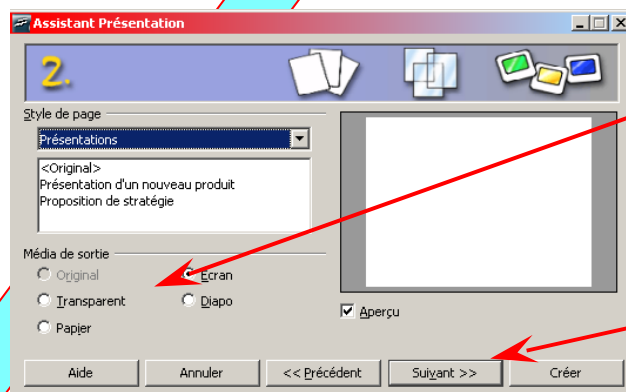 Assistant Présentation
2.
Style de page
Présentations
<Original>
Présentation d'un nouveau produit
Proposition de stratégie
Média de sortie
Original
Ecran
Transparent
Diapo
Papier
Aperçu
Aide
Annuler
<< Précédent
Suivant >>
Créer